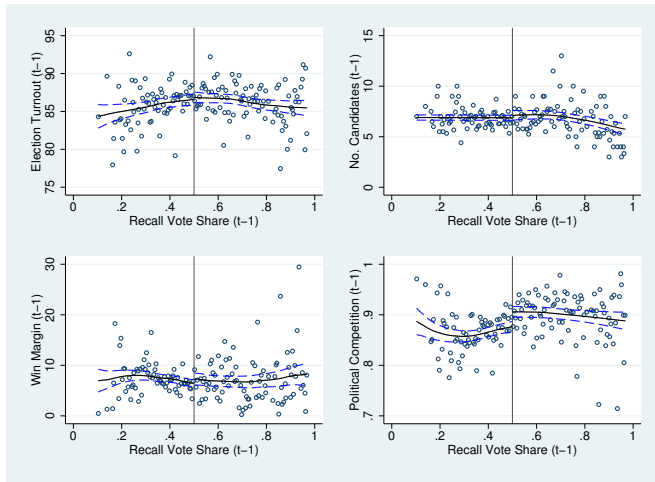 Election Turnout (t−1)
95
90
85
80
75
0 .2 .4 .6 .8 1
Recall Vote Share (t−1)
No. Candidates (t−1)
15
10
5
0
0 .2 .4 .6 .8 1
Recall Vote Share (t−1)
Win Margin (t−1)
30
20
10
0
0 .2 .4 .6 .8 1
Recall Vote Share (t−1)
Political Competition (t−1)
1
.9
.8
.7
0 .2 .4 .6 .8 1
Recall Vote Share (t−1)